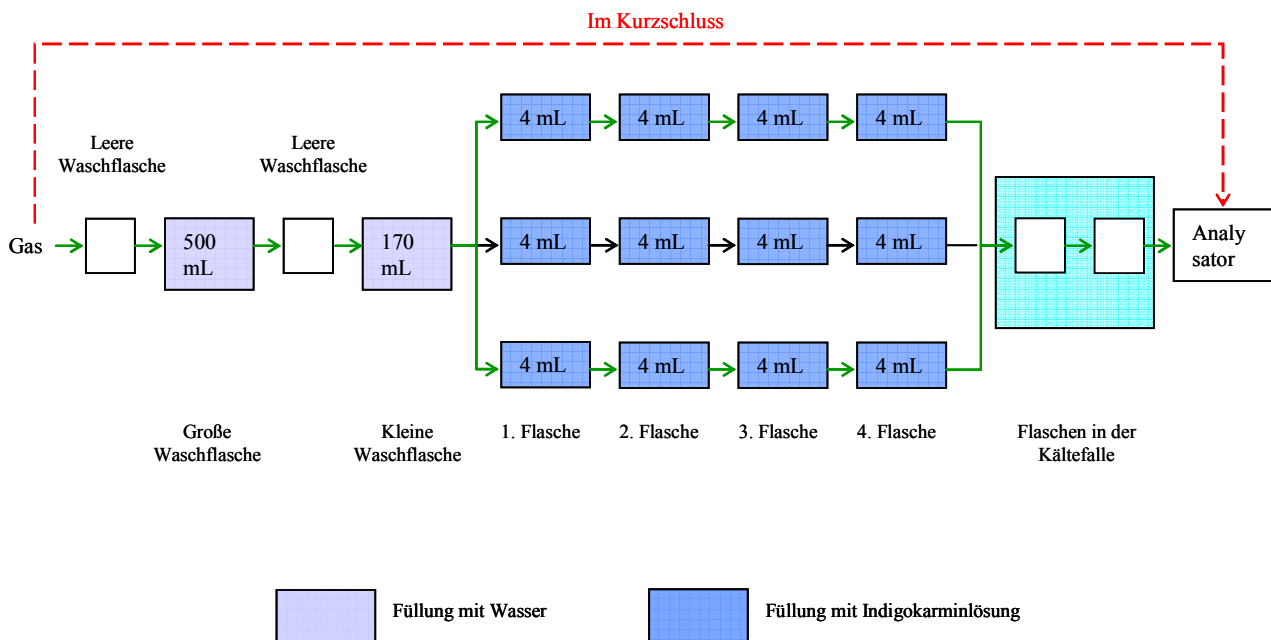 Im Kurzschluss
4 mL
4 mL
4 mL
4 mL
Leere
Waschflasche
Leere
Waschflasche
Gas
500
mL
170
mL
4 mL
4 mL
4 mL
4 mL
Analy
sator
4 mL
4 mL
4 mL
4 mL
Große
Waschflasche
Kleine
Waschflasche
1. Flasche
2. Flasche
3. Flasche
4. Flasche
Flaschen in der
Kältefalle
Füllung mit Wasser
Füllung mit Indigokarminlösung